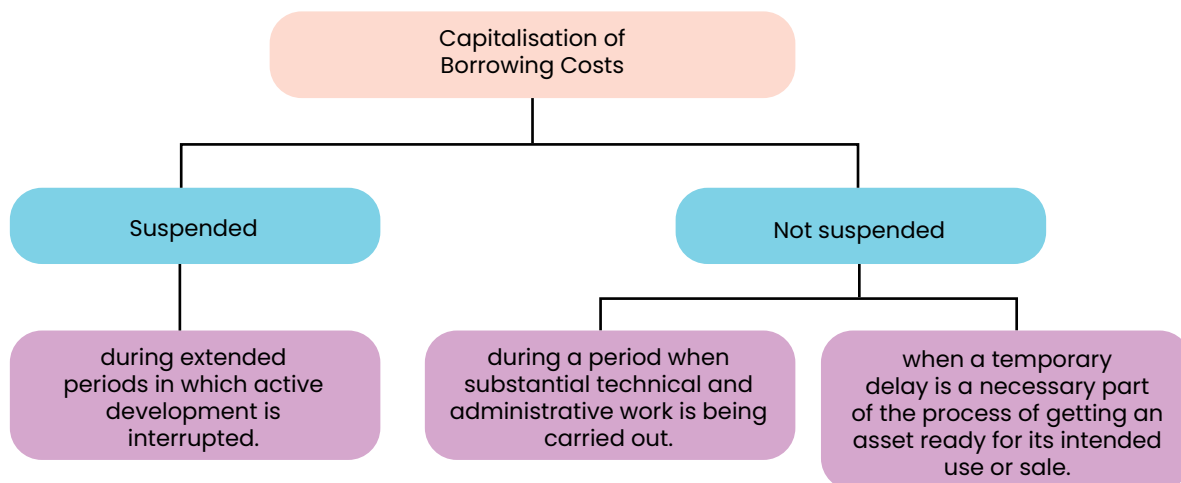 Capitalisation of
Borrowing Costs
Suspended
Not suspended
during extended
periods in which active
development is
interrupted.
during a period when
substantial technical and
administrative work is being
carried out.
when a temporary
delay is a necessary part
of the process of getting an
asset ready for its intended
use or sale.